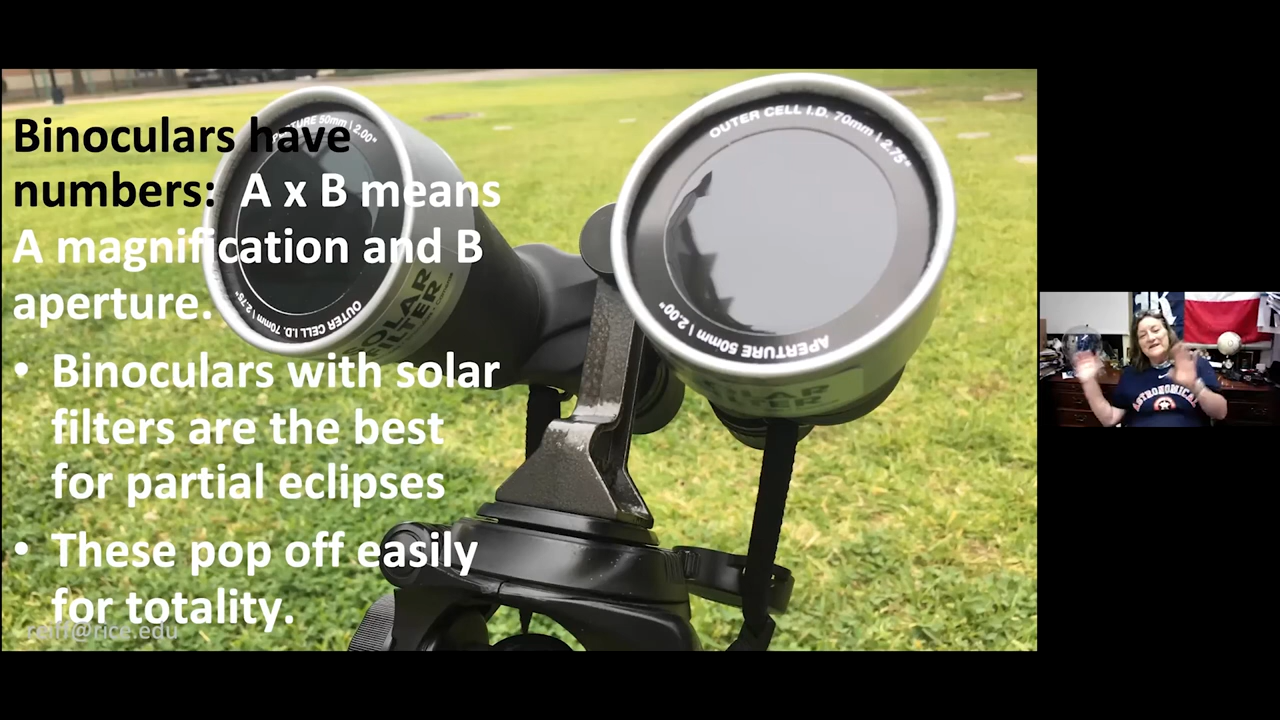 Binoculars have
numbers: A x B means
A magnification and B
aperture.
• Binoculars with solar
filters are the best
for partial eclipses
• These pop off easily
for totality.
reiff@rice.edu
APERTURE 50mm | 2.00"
OUTER CELL I.D. 70mm | 2.75"
SOLAR
FILTER
OUTER CELL I.D. 70mm | 2.75"
APERTURE 50mm | 2.00"
ASTRONOMICAL